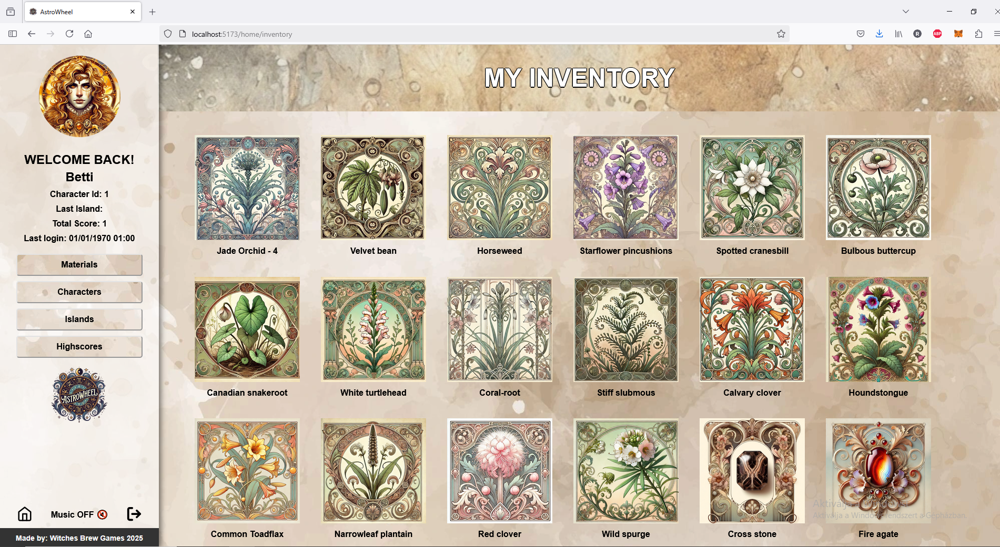 AstroWheel
localhost:5173/home/inventory
ABP
R
MY INVENTORY
WELCOME BACK!
Betti
Character Id: 1
Last Island:
Total Score: 1
Last login: 01/01/1970 01:00
Materials
Characters
Islands
Highscores
ASTROWHEEL
Music OFF
Made by: Witches Brew Games 2025
Jade Orchid - 4
Velvet bean
Horseweed
Starflower pincushions
Spotted cranesbill
Bulbous buttercup
Canadian snakeroot
White turtlehead
Coral-root
Stiff slubmous
Calvary clover
Houndstongue
Common Toadflax
Narrowleaf plantain
Red clover
Wild spurge
Cross stone
Fire agate
Aktiválja a Windows rendszert a Gépházban.